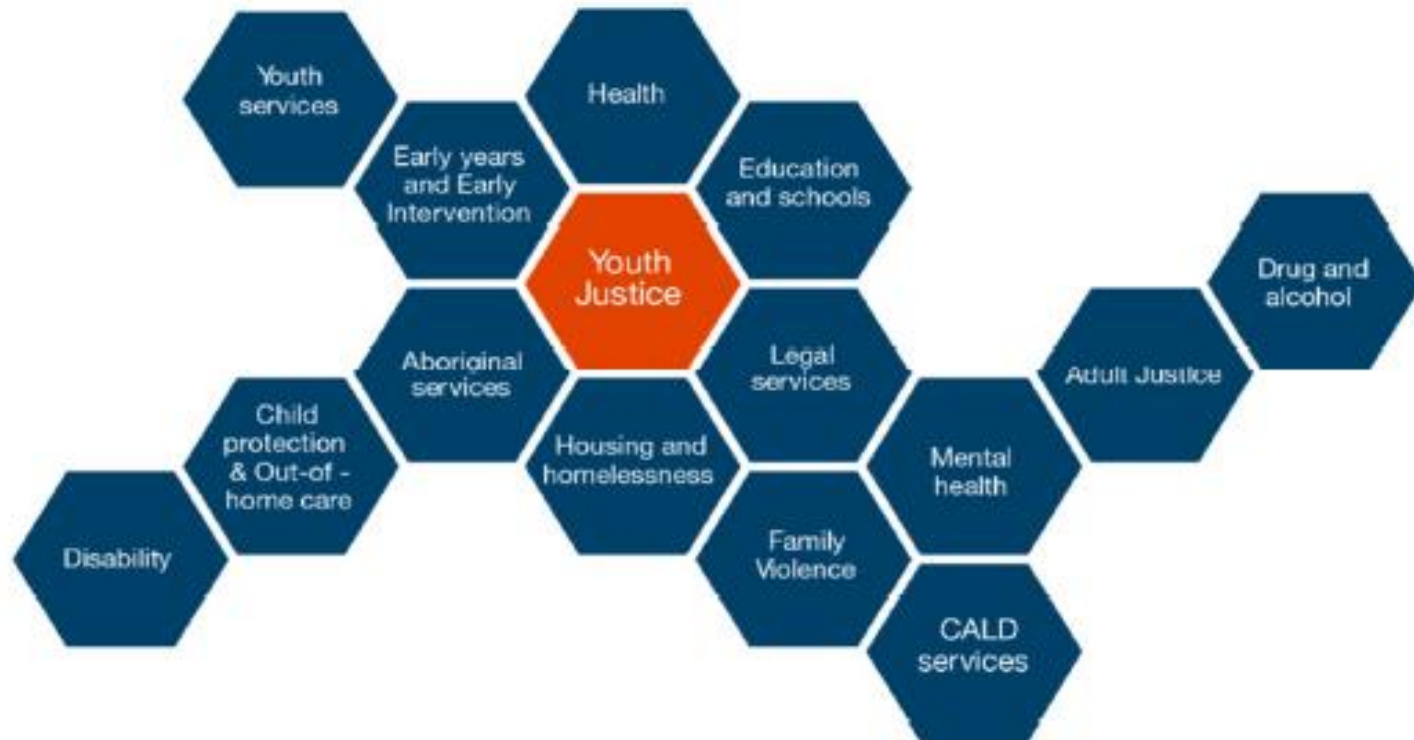 Youth
services
Health
Early years
and Early
Intervention
Education
and schools
Youth
Justice
Drug and
alcohol
Aboriginal
services
Legal
services
Adult Justice
Child
protection
& Out-of -
home care
Housing and
homelessness
Mental
health
Disability
Family
Violence
CALD
services